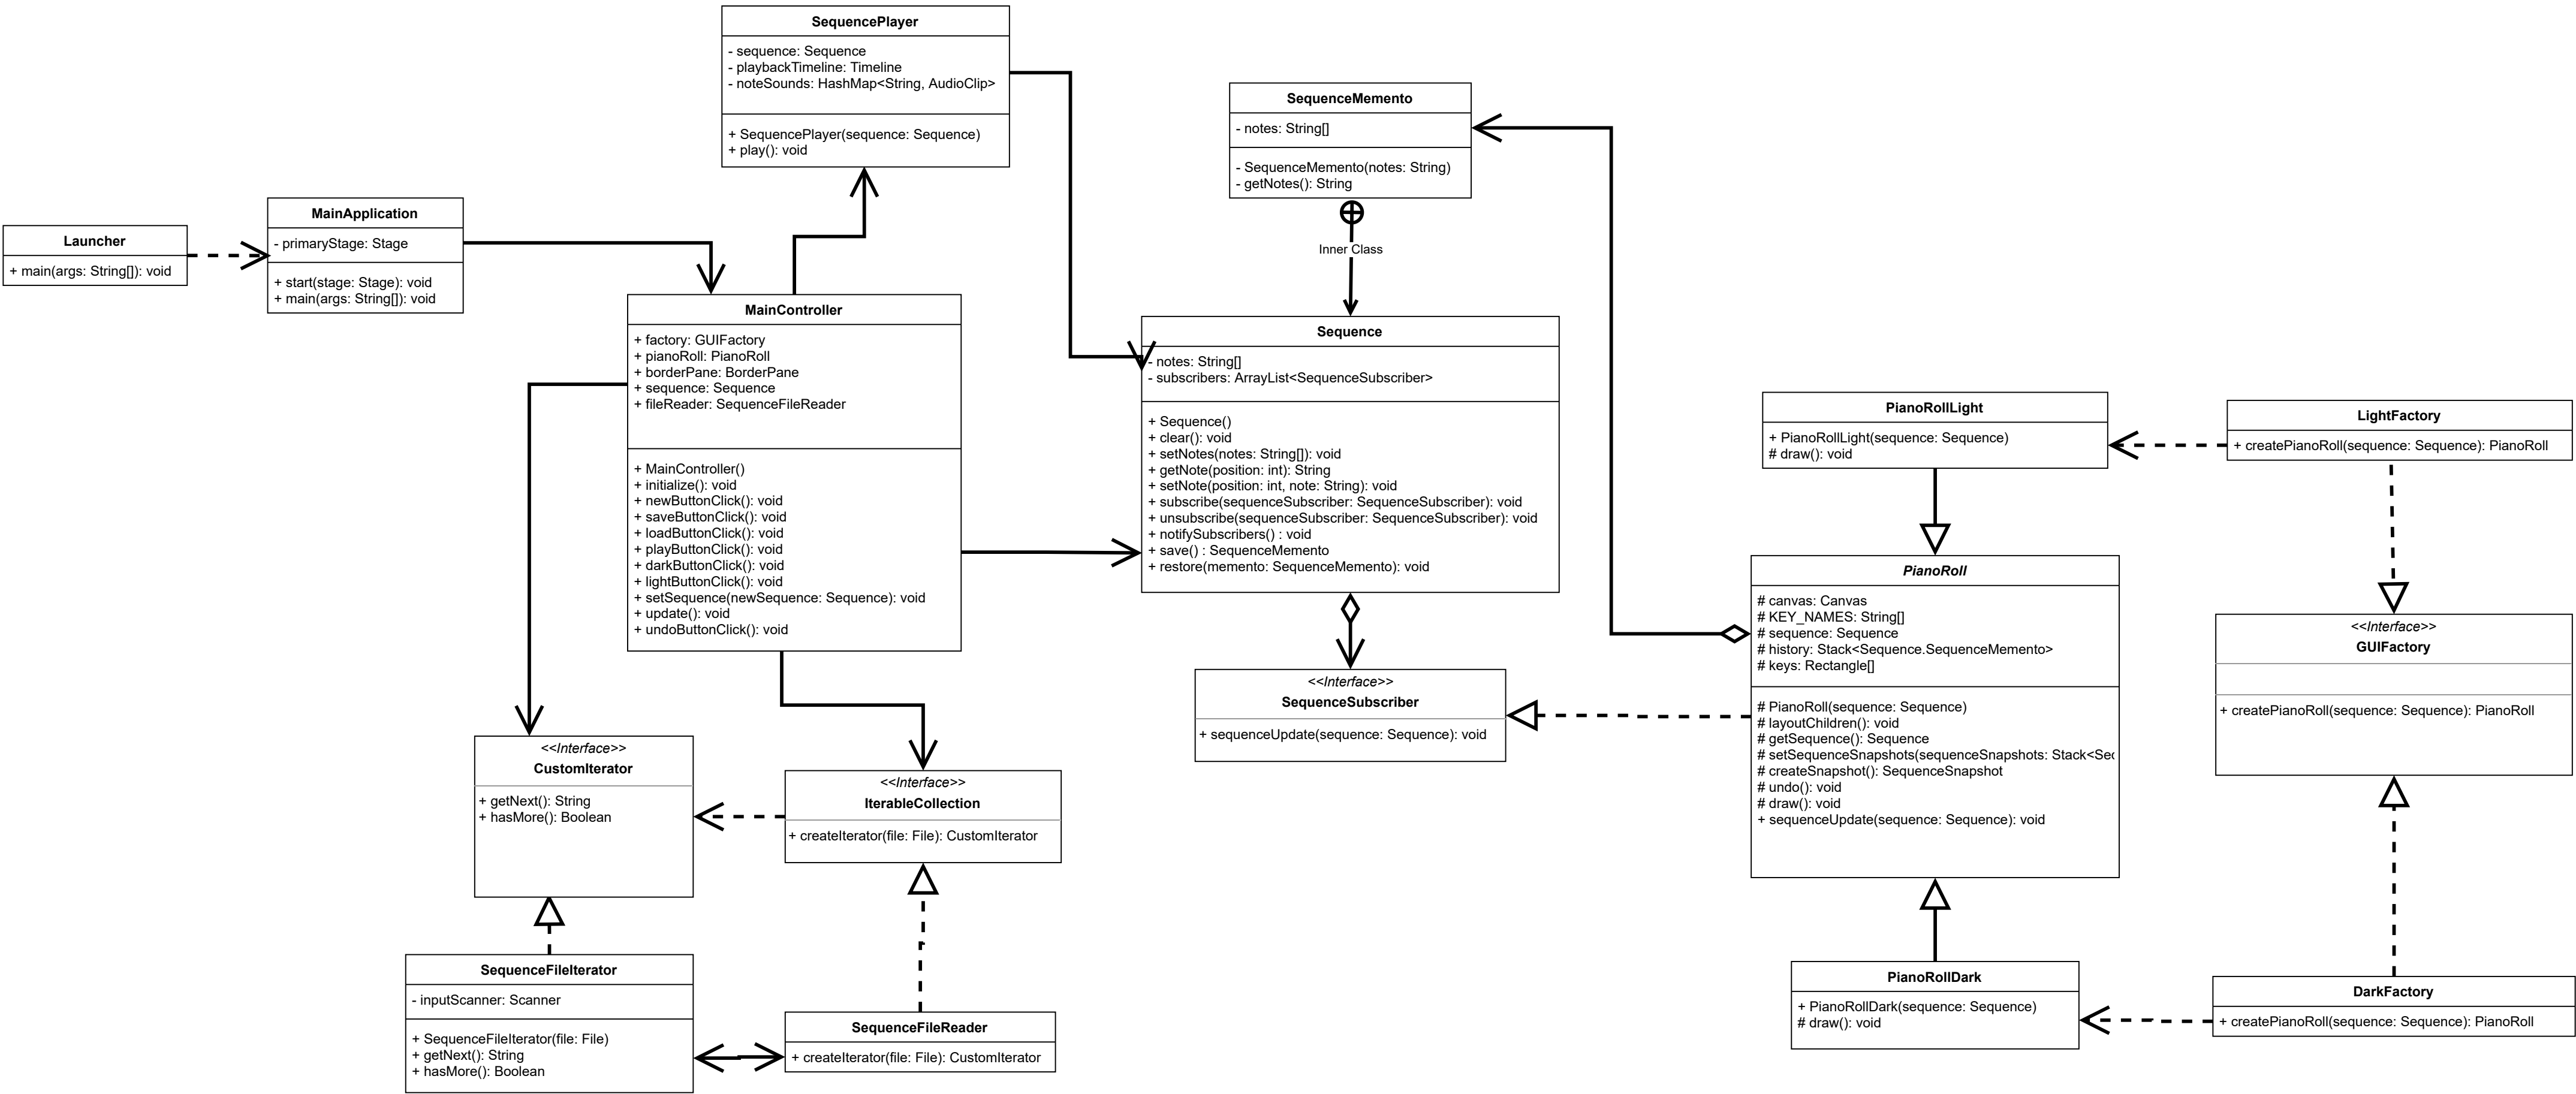 SequencePlayer
- sequence: Sequence
- playbackTimeline: Timeline
- noteSounds: HashMap<String, AudioClip>
+ SequencePlayer(sequence: Sequence)
+ play(): void
SequenceMemento
- notes: String[]
- SequenceMemento(notes: String)
- getNotes(): String
Inner Class
Launcher
+ main(args: String[]): void
MainApplication
- primaryStage: Stage
+ start(stage: Stage): void
+ main(args: String[]): void
MainController
+ factory: GUIFactory
+ pianoRoll: PianoRoll
+ borderPane: BorderPane
+ sequence: Sequence
+ fileReader: SequenceFileReader
+ MainController()
+ initialize(): void
+ newButtonClick(): void
+ saveButtonClick(): void
+ loadButtonClick(): void
+ playButtonClick(): void
+ darkButtonClick(): void
+ lightButtonClick(): void
+ setSequence(newSequence: Sequence): void
+ update(): void
+ undoButtonClick(): void
Sequence
- notes: String[]
- subscribers: ArrayList<SequenceSubscriber>
+ Sequence()
+ clear(): void
+ setNotes(notes: String[]): void
+ getNote(position: int): String
+ setNote(position: int, note: String): void
+ subscribe(sequenceSubscriber: SequenceSubscriber): void
+ unsubscribe(sequenceSubscriber: SequenceSubscriber): void
+ notifySubscribers() : void
+ save() : SequenceMemento
+ restore(memento: SequenceMemento): void
PianoRollLight
+ PianoRollLight(sequence: Sequence)
# draw(): void
LightFactory
+ createPianoRoll(sequence: Sequence): PianoRoll
PianoRoll
# canvas: Canvas
# KEY_NAMES: String[]
# sequence: Sequence
# history: Stack<Sequence.SequenceMemento>
# keys: Rectangle[]
# PianoRoll(sequence: Sequence)
# layoutChildren(): void
# getSequence(): Sequence
# setSequenceSnapshots(sequenceSnapshots: Stack<Sec
# createSnapshot(): SequenceSnapshot
# undo(): void
# draw(): void
+ sequenceUpdate(sequence: Sequence): void
<<Interface>>
GUIFactory
+ createPianoRoll(sequence: Sequence): PianoRoll
<<Interface>>
SequenceSubscriber
+ sequenceUpdate(sequence: Sequence): void
<<Interface>>
CustomIterator
+ getNext(): String
+ hasMore(): Boolean
<<Interface>>
IterableCollection
+ createIterator(file: File): CustomIterator
SequenceFileIterator
- inputScanner: Scanner
+ SequenceFileIterator(file: File)
+ getNext(): String
+ hasMore(): Boolean
SequenceFileReader
+ createIterator(file: File): CustomIterator
PianoRollDark
+ PianoRollDark(sequence: Sequence)
# draw(): void
DarkFactory
+ createPianoRoll(sequence: Sequence): PianoRoll